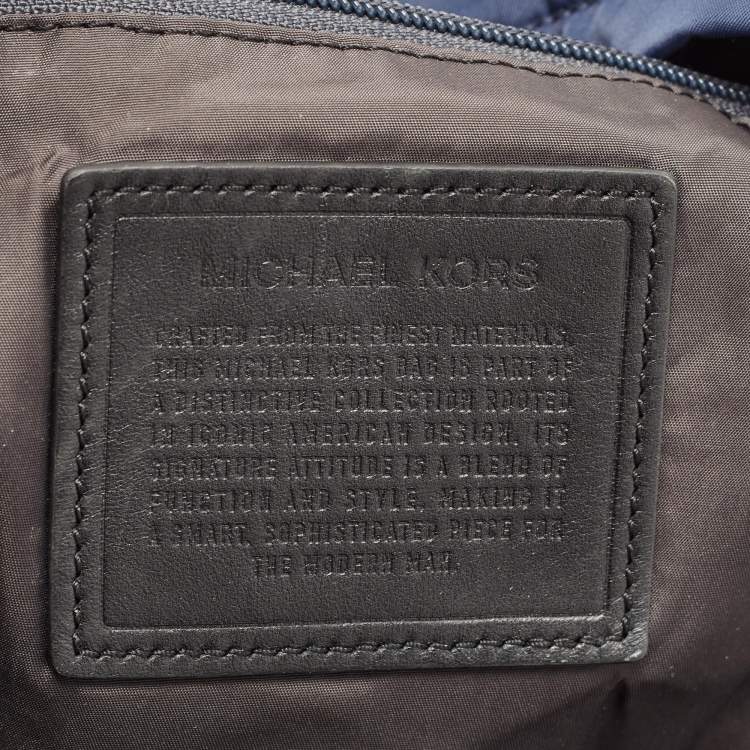 MICHAEL KORS
CRAFTED FROM THE FINEST MATERIALS,
THIS MICHAEL KORS BAG IS PART OF
A DISTINCTIVE COLLECTION ROOTED
IN ICONIC AMERICAN DESIGN. ITS
SIGNATURE ATTITUDE IS A BLEND OF
FUNCTION AND STYLE, MAKING IT
A SMART, SOPHISTICATED PIECE FOR
THE MODERN MAN.